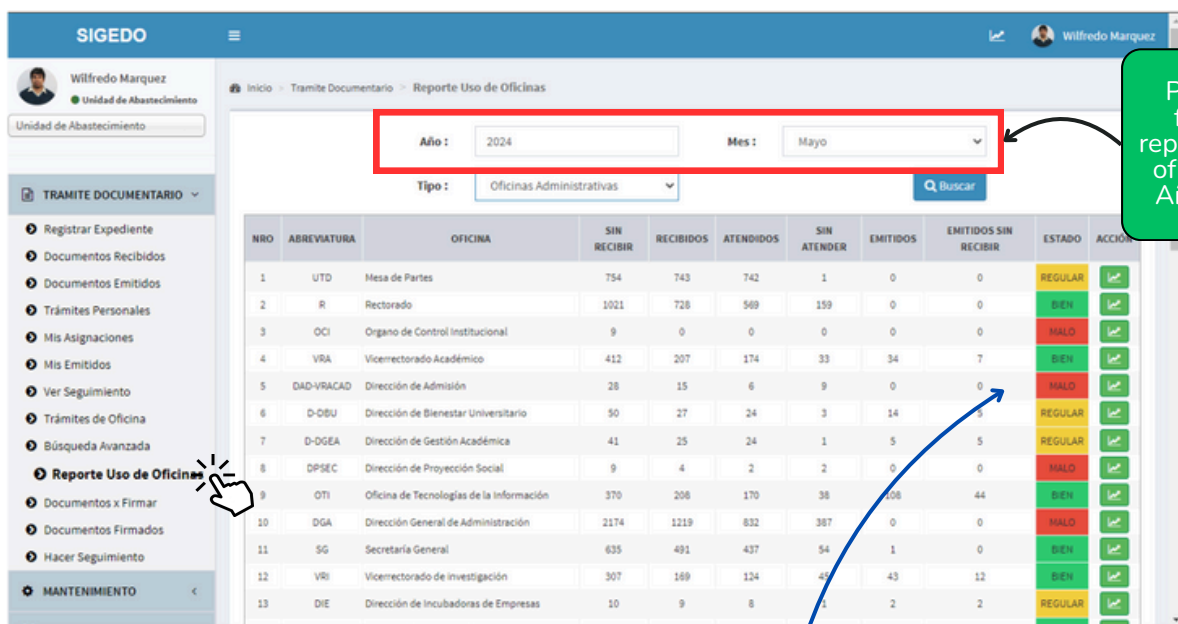 SIGEDO
Wilfredo Marquez
Wilfredo Marquez
Unidad de Abastecimiento
Unidad de Abastecimiento
Inicio > Tramite Documentario > Reporte Uso de Oficinas
Año : 2024 Mes : Mayo
Tipo : Oficinas Administrativas Buscar
TRAMITE DOCUMENTARIO
Registrar Expediente
Documentos Recibidos
Documentos Emitidos
Trámites Personales
Mis Asignaciones
Mis Emitidos
Ver Seguimiento
Trámites de Oficina
Búsqueda Avanzada
Reporte Uso de Oficinas
Documentos x Firmar
Documentos Firmados
Hacer Seguimiento
MANTENIMIENTO
NRO ABREVIATURA OFICINA SIN RECIBIR RECIBIDOS ATENDIDOS SIN ATENDER EMITIDOS EMITIDOS SIN RECIBIR ESTADO ACCIÓN
1 UTD Mesa de Partes 754 743 742 1 0 0 REGULAR
2 R Rectorado 1021 728 569 159 0 0 BIEN
3 OCI Organo de Control Institucional 9 0 0 0 0 0 MALO
4 VRA Vicerrectorado Académico 412 207 174 33 34 7 BIEN
5 DAD-VRACAD Dirección de Admisión 28 15 6 9 0 0 MALO
6 D-DBU Dirección de Bienestar Universitario 50 27 24 3 14 5 REGULAR
7 D-DGEA Dirección de Gestión Académica 41 25 24 1 5 5 REGULAR
8 DPSEC Dirección de Proyección Social 9 4 2 2 0 0 MALO
9 OTI Oficina de Tecnologías de la Información 370 208 170 38 108 44 BIEN
10 DGA Dirección General de Administración 2174 1219 832 387 0 0 MALO
11 SG Secretaría General 635 491 437 54 1 0 BIEN
12 VRI Vicerrectorado de investigación 307 169 124 45 43 12 BIEN
13 DIE Dirección de Incubadoras de Empresas 10 9 8 1 2 2 REGULAR